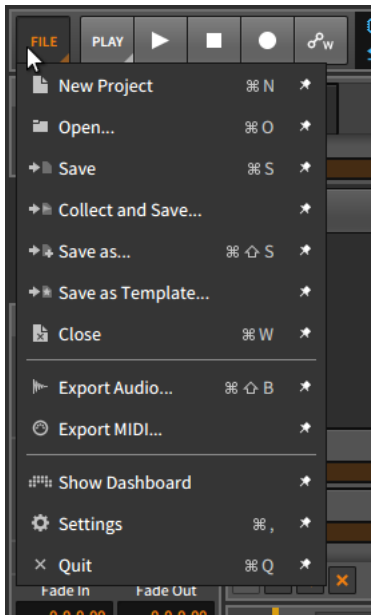 FILE PLAY W
New Project ⌘ N
Open... ⌘ O
Save ⌘ S
Collect and Save...
Save as... ⌘ ⇧ S
Save as Template...
Close ⌘ W
Export Audio... ⌘ ⇧ B
Export MIDI...
Show Dashboard
Settings ⌘ ,
Quit ⌘ Q
Fade In Fade Out